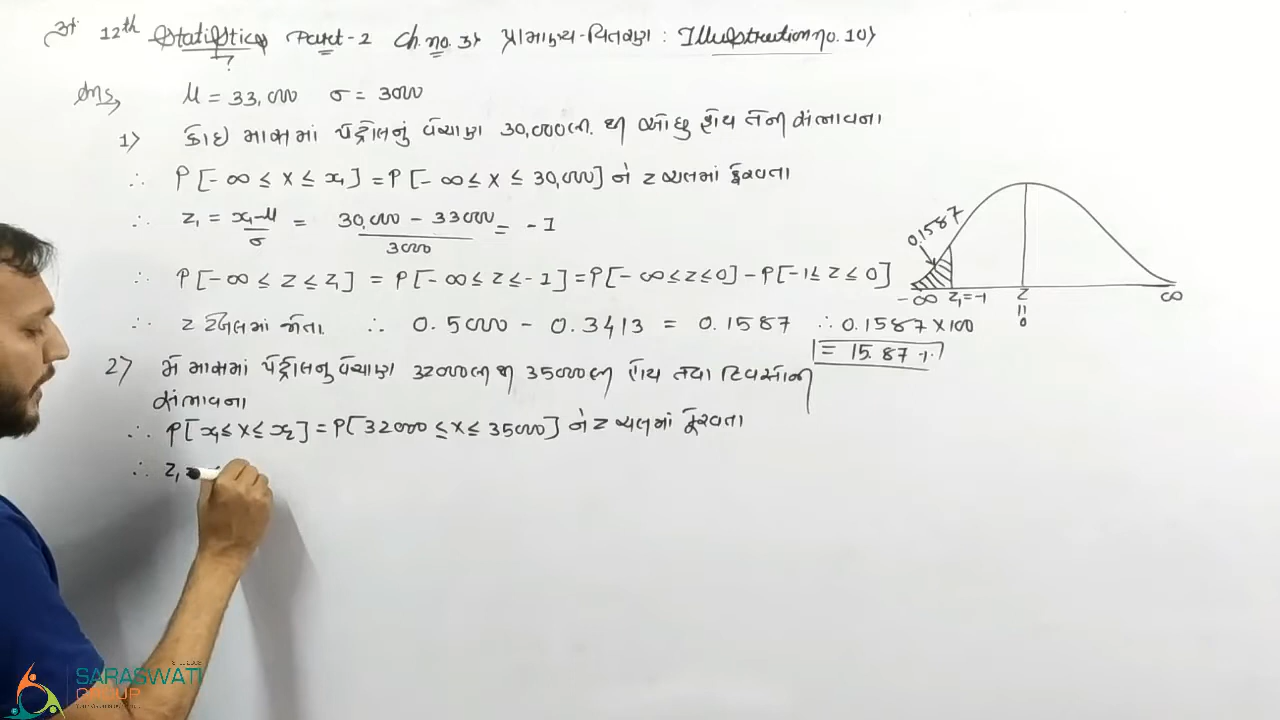 12th Statistics Part-2 Ch. no. 3) પ્રામાણ્ય-વિતરણ : Illustration no. 10)
Ans, μ = 33,000 σ = 3000
1) કોઈ માસમાં પેટ્રોલનું વેચાણ 30,000લી. થી ઓછુ હોય તેની સંભાવના
∴ P[-∞ ≤ x ≤ x₁] = P[-∞ ≤ x ≤ 30,000] ને z ચલમાં ફેરવતા
∴ z₁ = x₁-μ/σ = 30,000 - 33000/3000 = -1
∴ P[-∞ ≤ z ≤ z₁] = P[-∞ ≤ z ≤ -1] = P[-∞ ≤ z ≤ 0] - P[-1 ≤ z ≤ 0]
∴ z ટેબલમાં જોતા ∴ 0.5000 - 0.3413 = 0.1587 ∴ 0.1587 × 100
= 15.87 %
2) માસમાં પેટ્રોલનુ વેચાણ 32000લી થી 35000લી હોય તેવા દિવસોની
સંભાવના
∴ P[x₁ ≤ x ≤ x₂] = P[32000 ≤ x ≤ 35000] ને z ચલમાં ફેરવતા
∴ z₁ =
0.1587
-∞ z₁=-1 z = 0 ∞
SARASWATI
GROUP